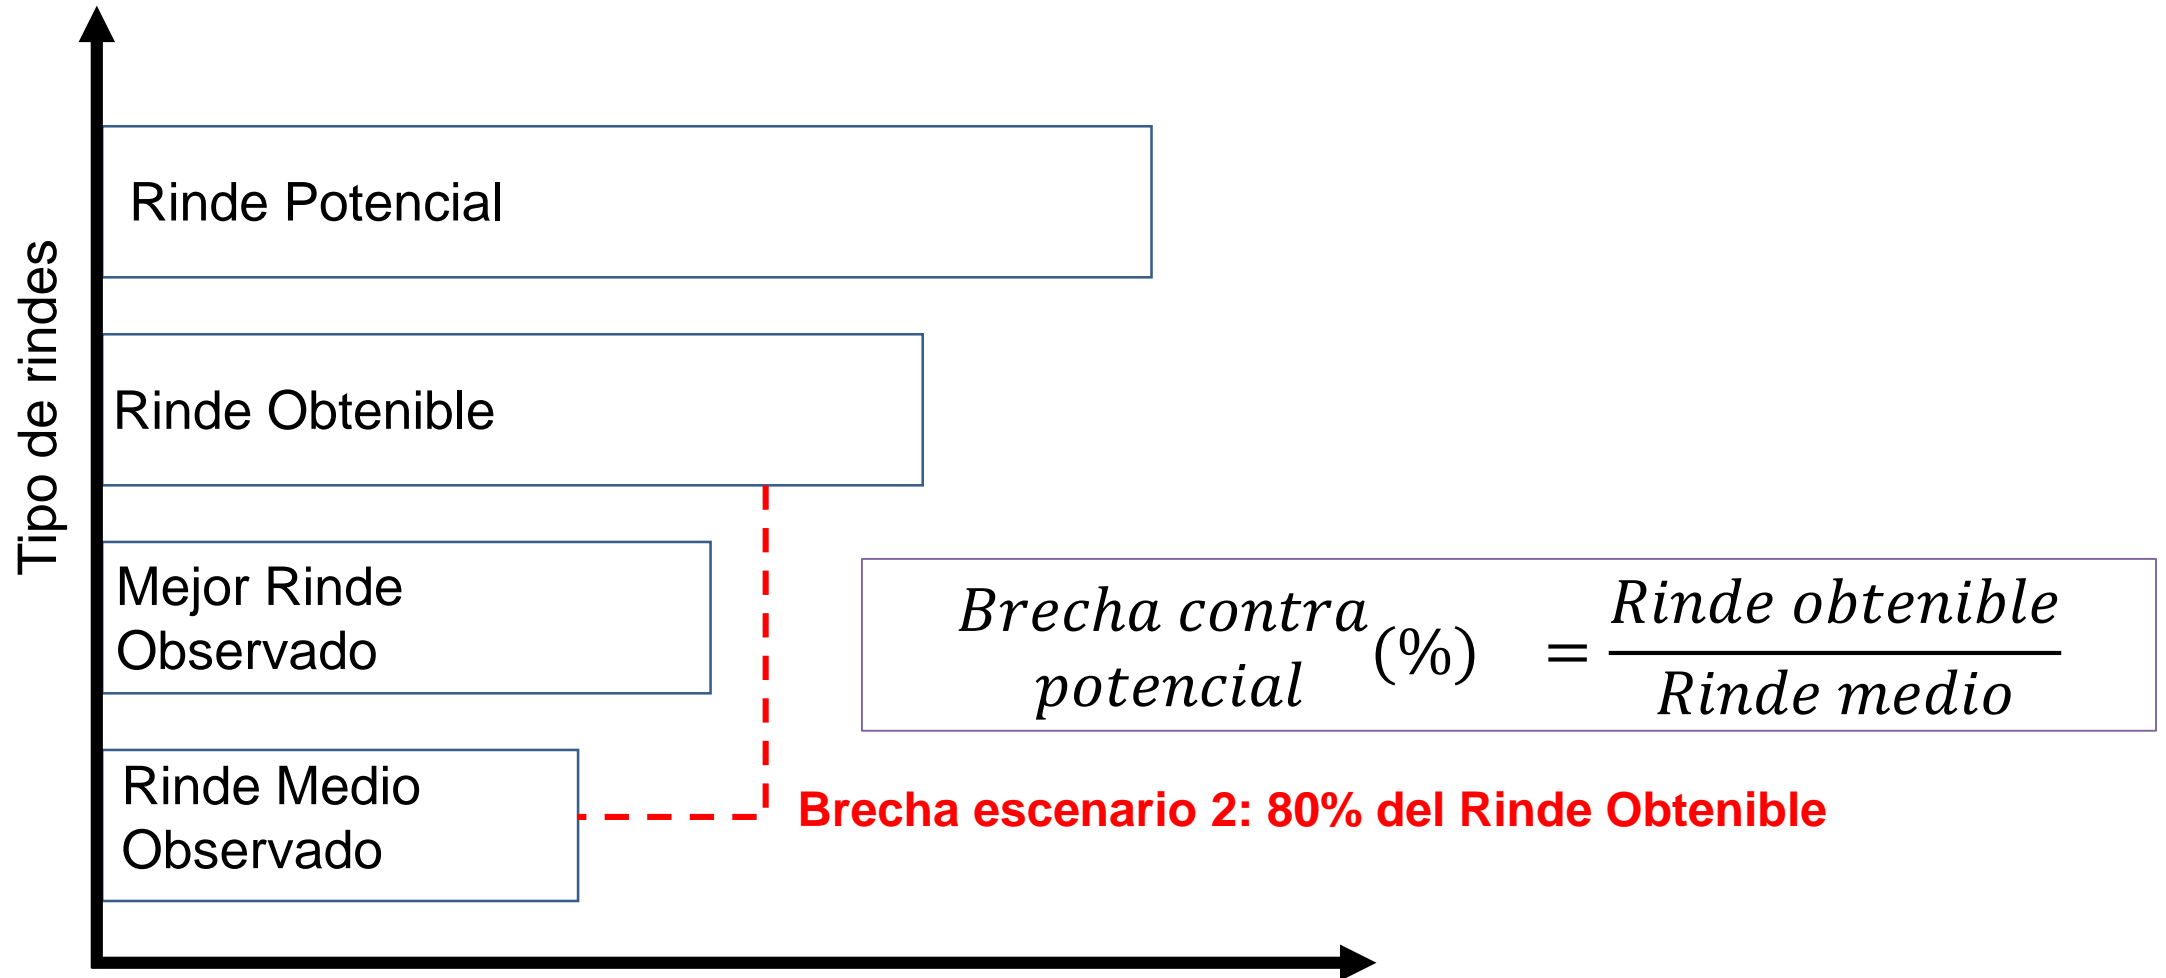 Tipo de rindes
Rinde Potencial
Rinde Obtenible
Mejor Rinde
Observado
Rinde Medio
Observado
Brecha contra
potencial
(%) =
Rinde obtenible
Rinde medio
Brecha escenario 2: 80% del Rinde Obtenible